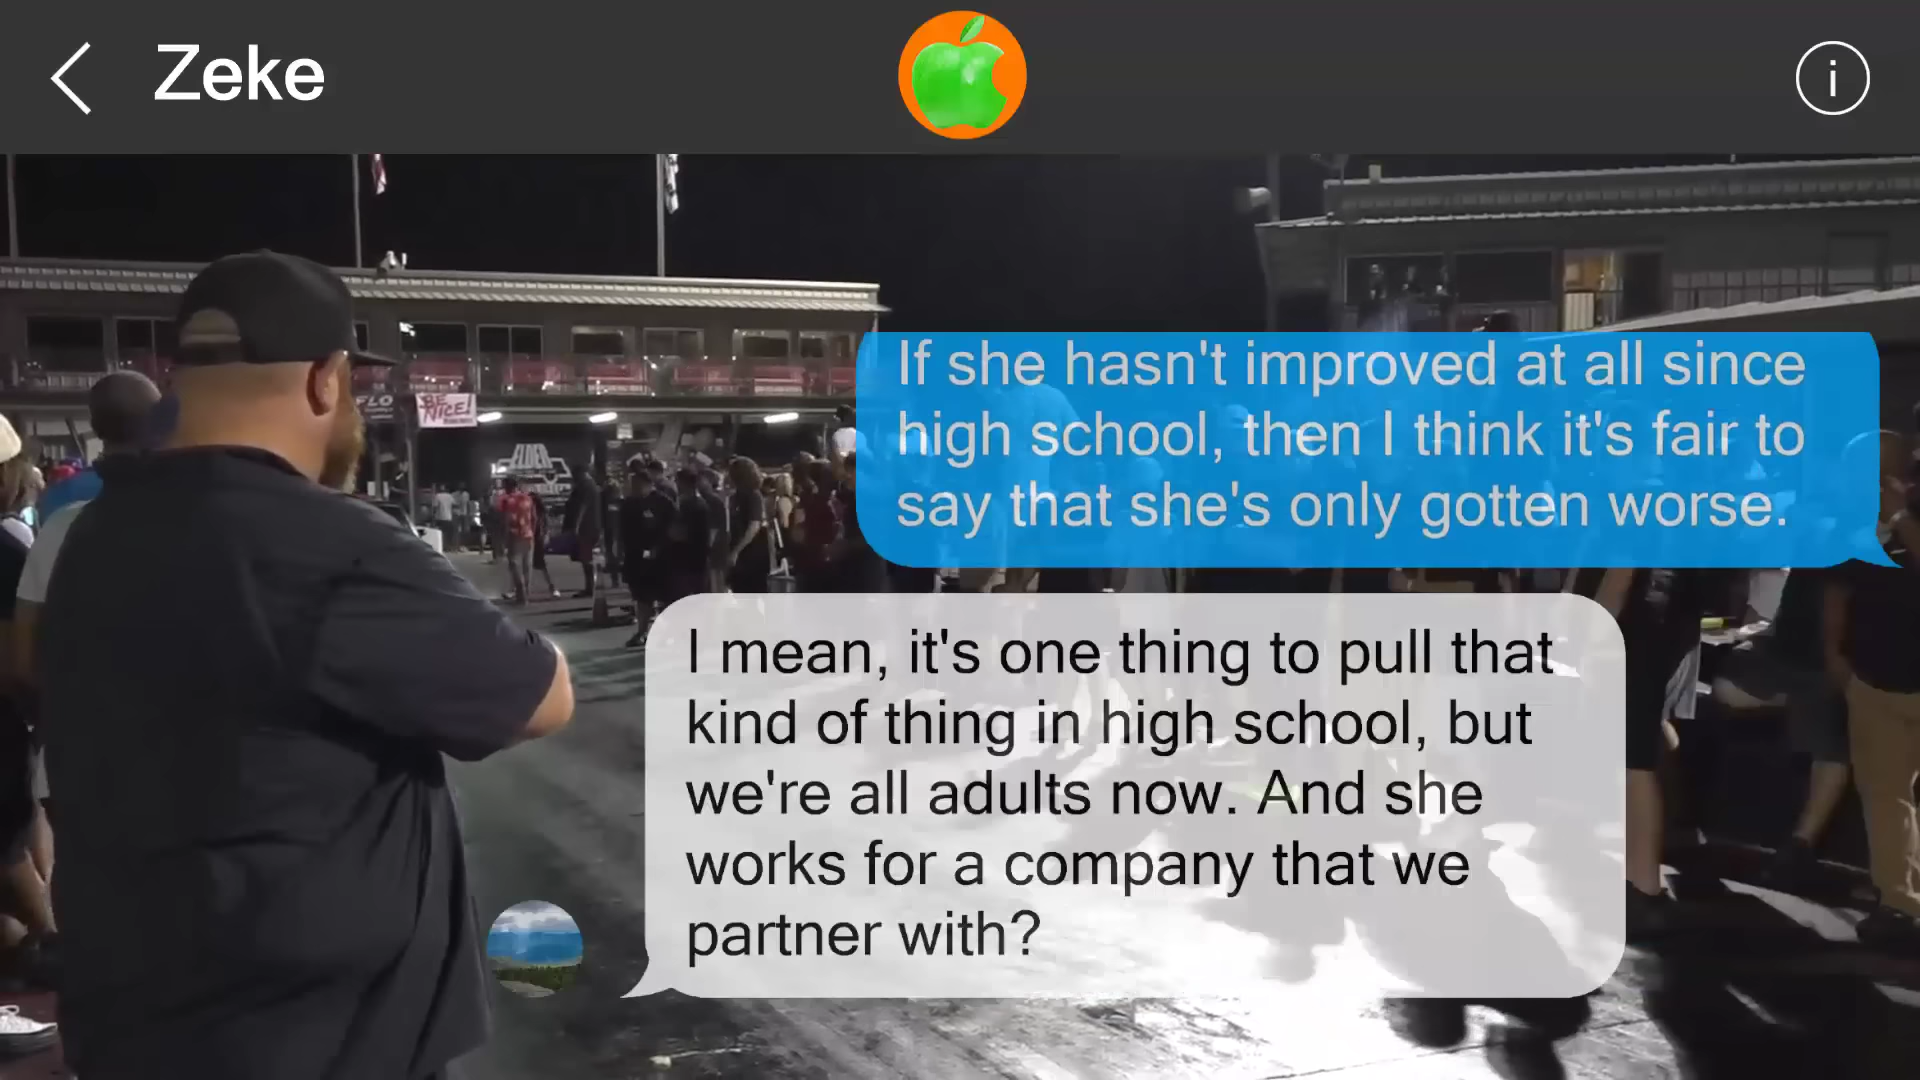 Zeke
i
If she hasn't improved at all since
high school, then I think it's fair to
say that she's only gotten worse.
FLO
BE
NICE!
ELDER
I mean, it's one thing to pull that
kind of thing in high school, but
we're all adults now. And she
works for a company that we
partner with?